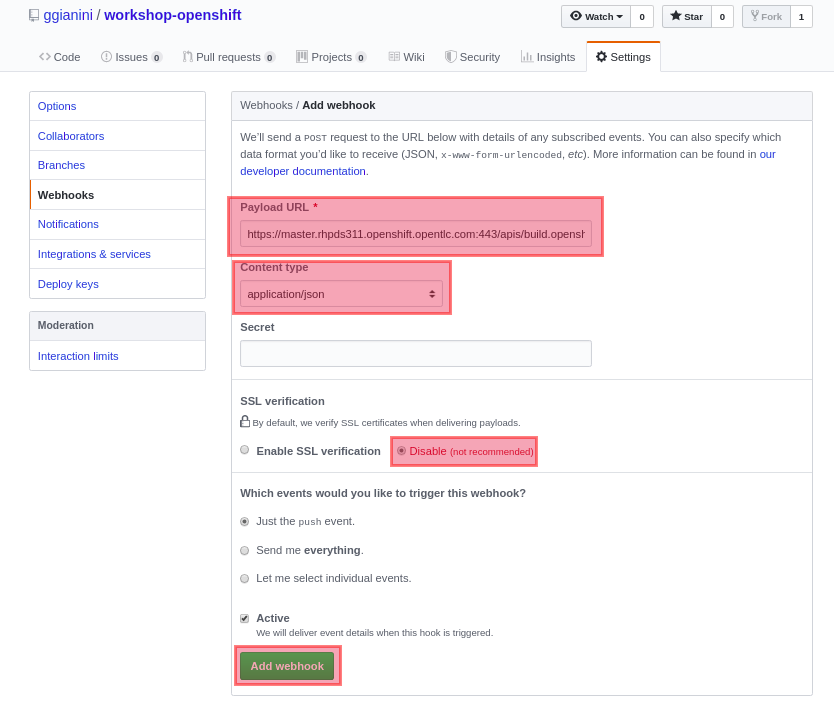 ggianini / workshop-openshift
Watch 0 Star 0 Fork 1
Code Issues 0 Pull requests 0 Projects 0 Wiki Security Insights Settings
Options
Collaborators
Branches
Webhooks
Notifications
Integrations & services
Deploy keys
Moderation
Interaction limits
Webhooks / Add webhook
We'll send a POST request to the URL below with details of any subscribed events. You can also specify which
data format you'd like to receive (JSON, x-www-form-urlencoded, etc). More information can be found in our
developer documentation.
Payload URL *
https://master.rhpds311.openshift.opentlc.com:443/apis/build.opensh
Content type
application/json
Secret
SSL verification
By default, we verify SSL certificates when delivering payloads.
Enable SSL verification Disable (not recommended)
Which events would you like to trigger this webhook?
Just the push event.
Send me everything.
Let me select individual events.
Active
We will deliver event details when this hook is triggered.
Add webhook